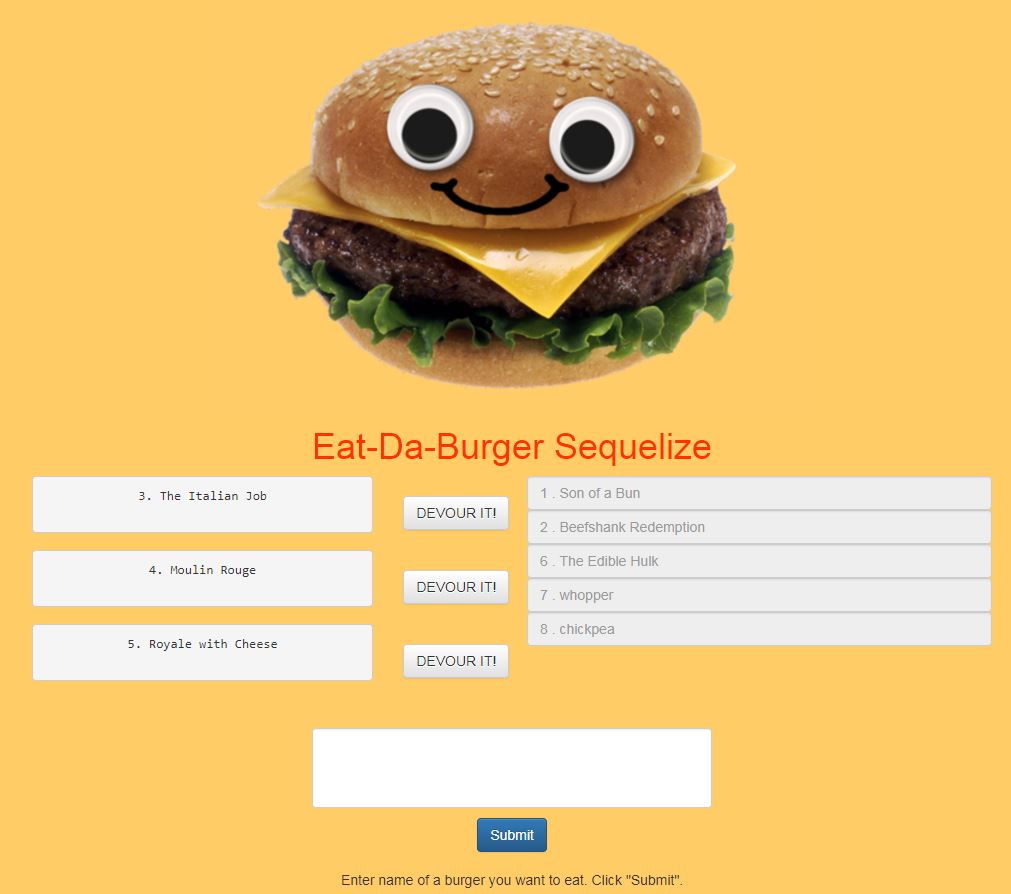 Eat-Da-Burger Sequelize
3. The Italian Job
DEVOUR IT!
4. Moulin Rouge
DEVOUR IT!
5. Royale with Cheese
DEVOUR IT!
1 . Son of a Bun
2 . Beefshank Redemption
6 . The Edible Hulk
7 . whopper
8 . chickpea
Submit
Enter name of a burger you want to eat. Click "Submit".